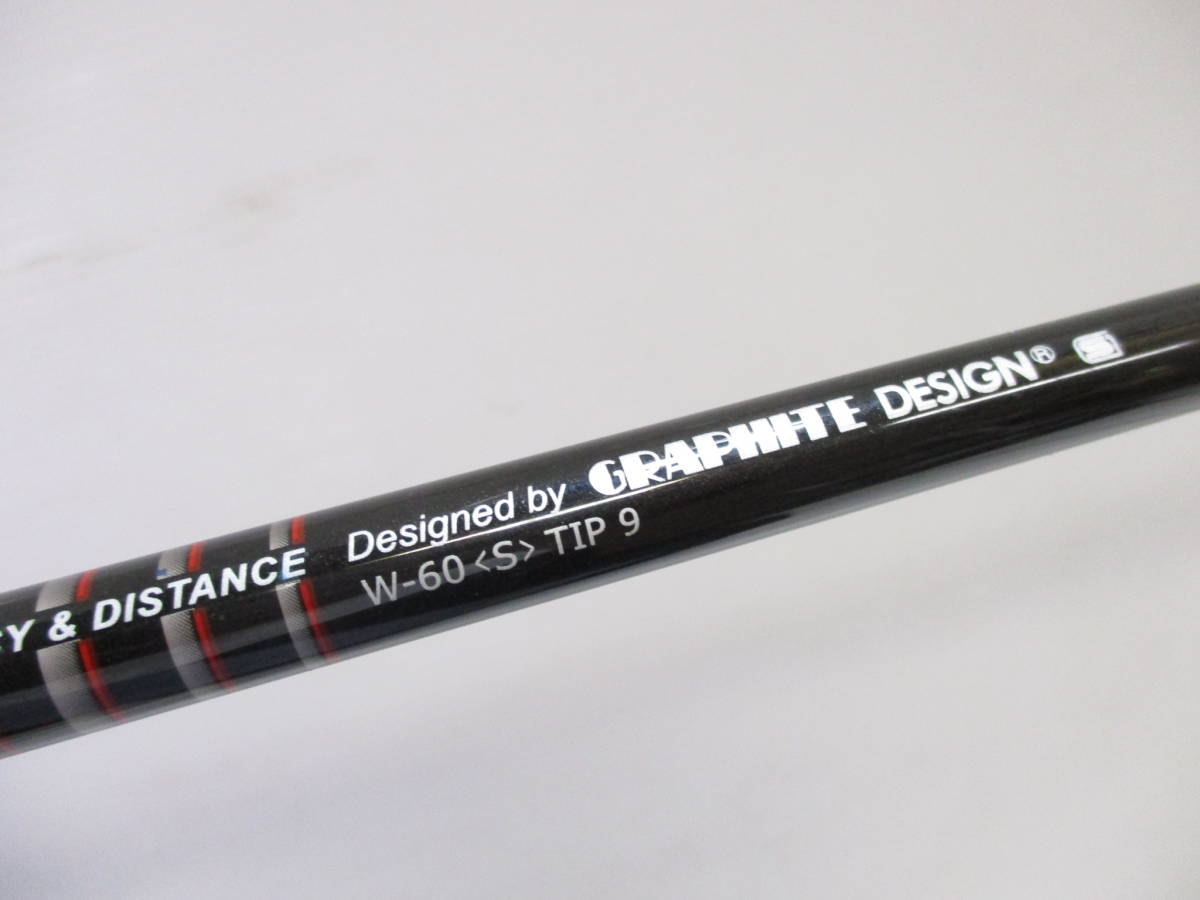 & DISTANCE
Designed by GRAPHITE DESIGN® S
W-60 <S> TIP 9